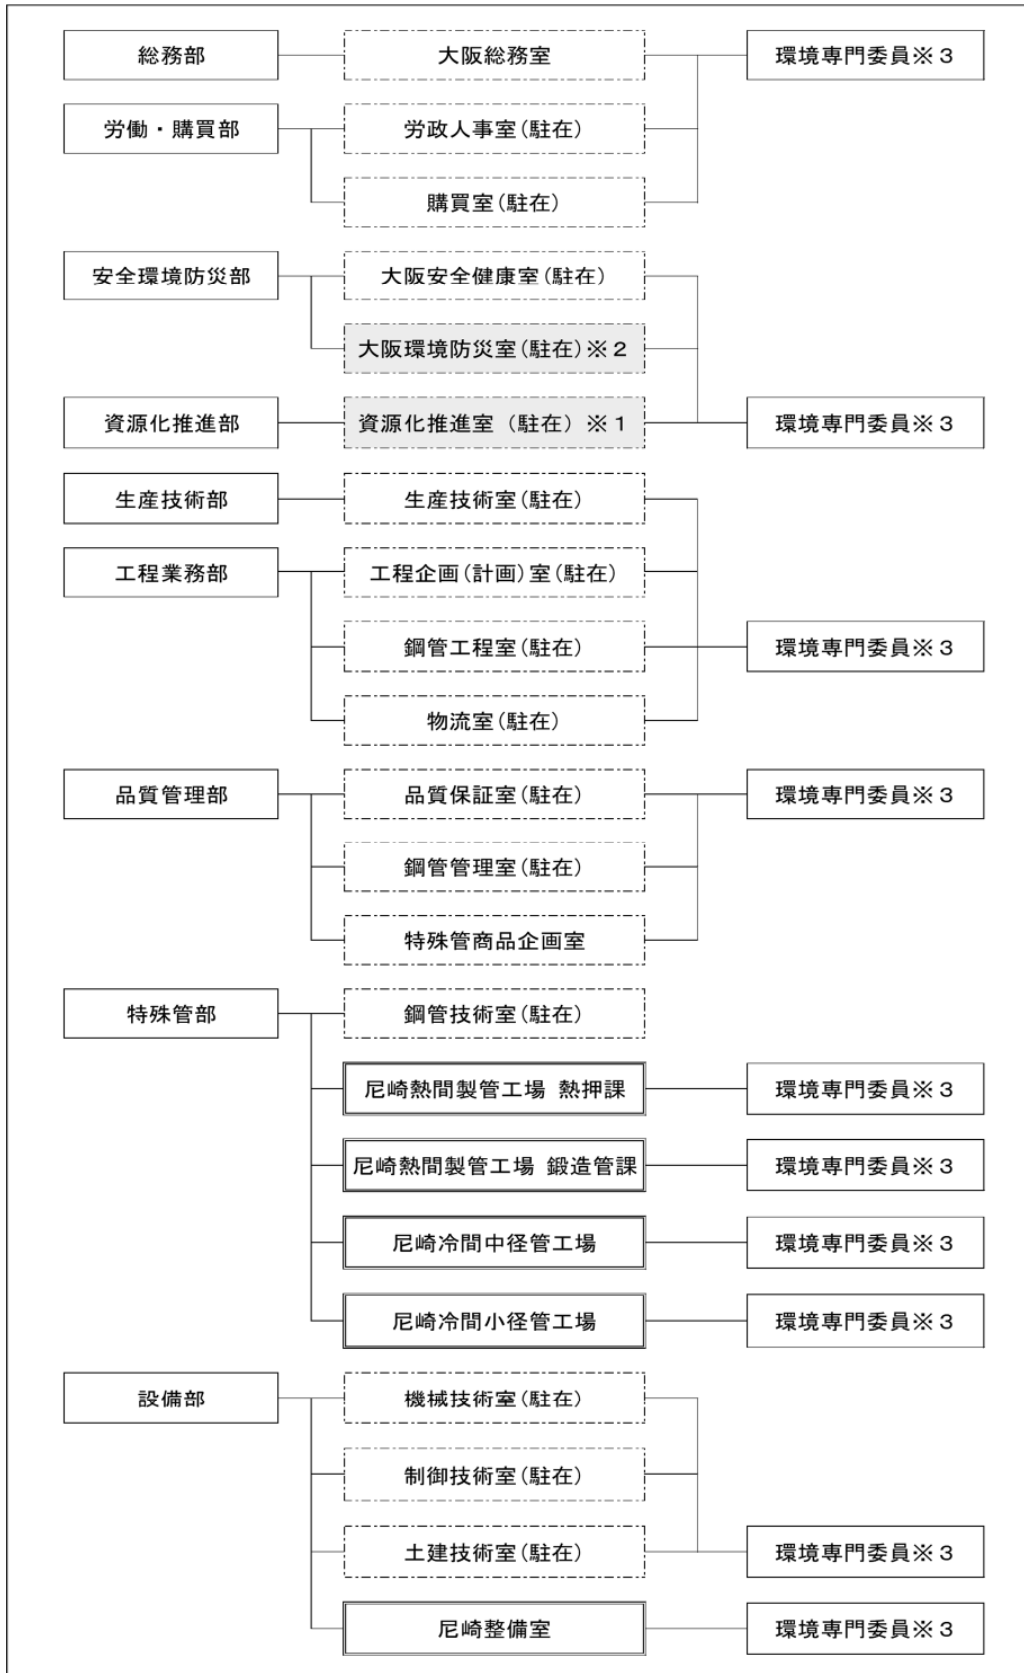 総務部 大阪総務室 環境専門委員※３
労働・購買部 労政人事室(駐在)
購買室(駐在)
安全環境防災部 大阪安全健康室(駐在)
大阪環境防災室(駐在)※２
資源化推進部 資源化推進室（駐在）※１ 環境専門委員※３
生産技術部 生産技術室(駐在)
工程業務部 工程企画(計画)室(駐在)
鋼管工程室(駐在) 環境専門委員※３
物流室(駐在)
品質管理部 品質保証室(駐在) 環境専門委員※３
鋼管管理室(駐在)
特殊管商品企画室
特殊管部 鋼管技術室(駐在)
尼崎熱間製管工場 熱押課 環境専門委員※３
尼崎熱間製管工場 鍛造管課 環境専門委員※３
尼崎冷間中径管工場 環境専門委員※３
尼崎冷間小径管工場 環境専門委員※３
設備部 機械技術室(駐在)
制御技術室(駐在)
土建技術室(駐在) 環境専門委員※３
尼崎整備室 環境専門委員※３